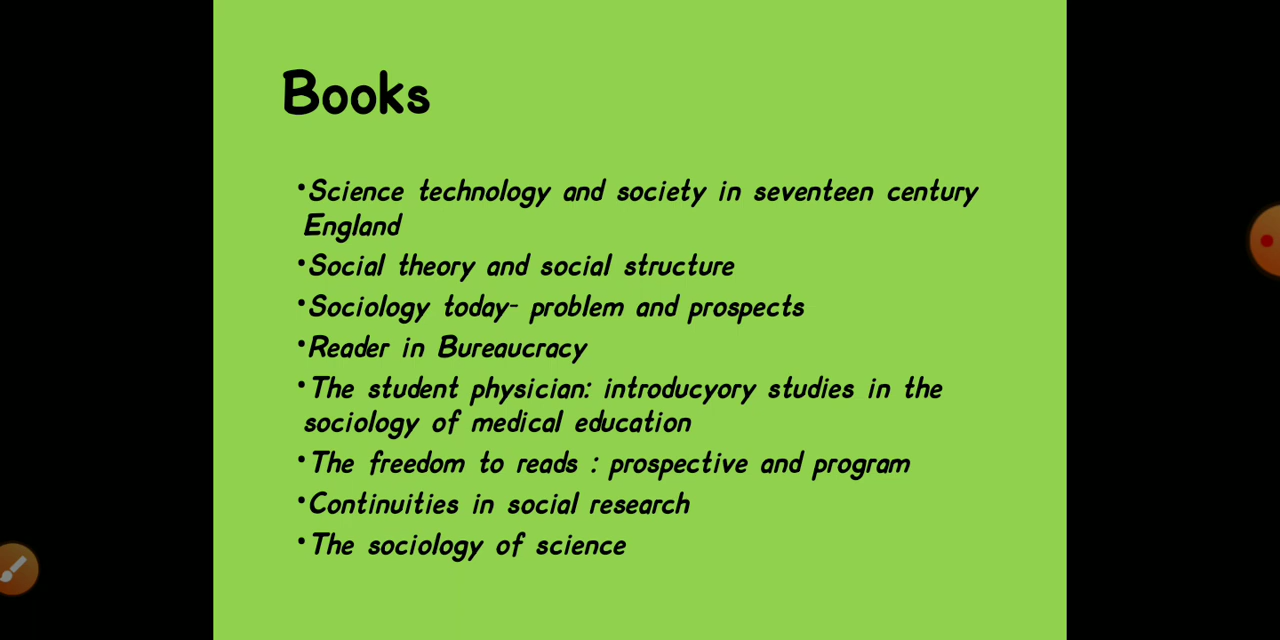 Books
•Science technology and society in seventeen century
England
•Social theory and social structure
•Sociology today- problem and prospects
•Reader in Bureaucracy
•The student physician: introducyory studies in the
sociology of medical education
•The freedom to reads : prospective and program
•Continuities in social research
•The sociology of science